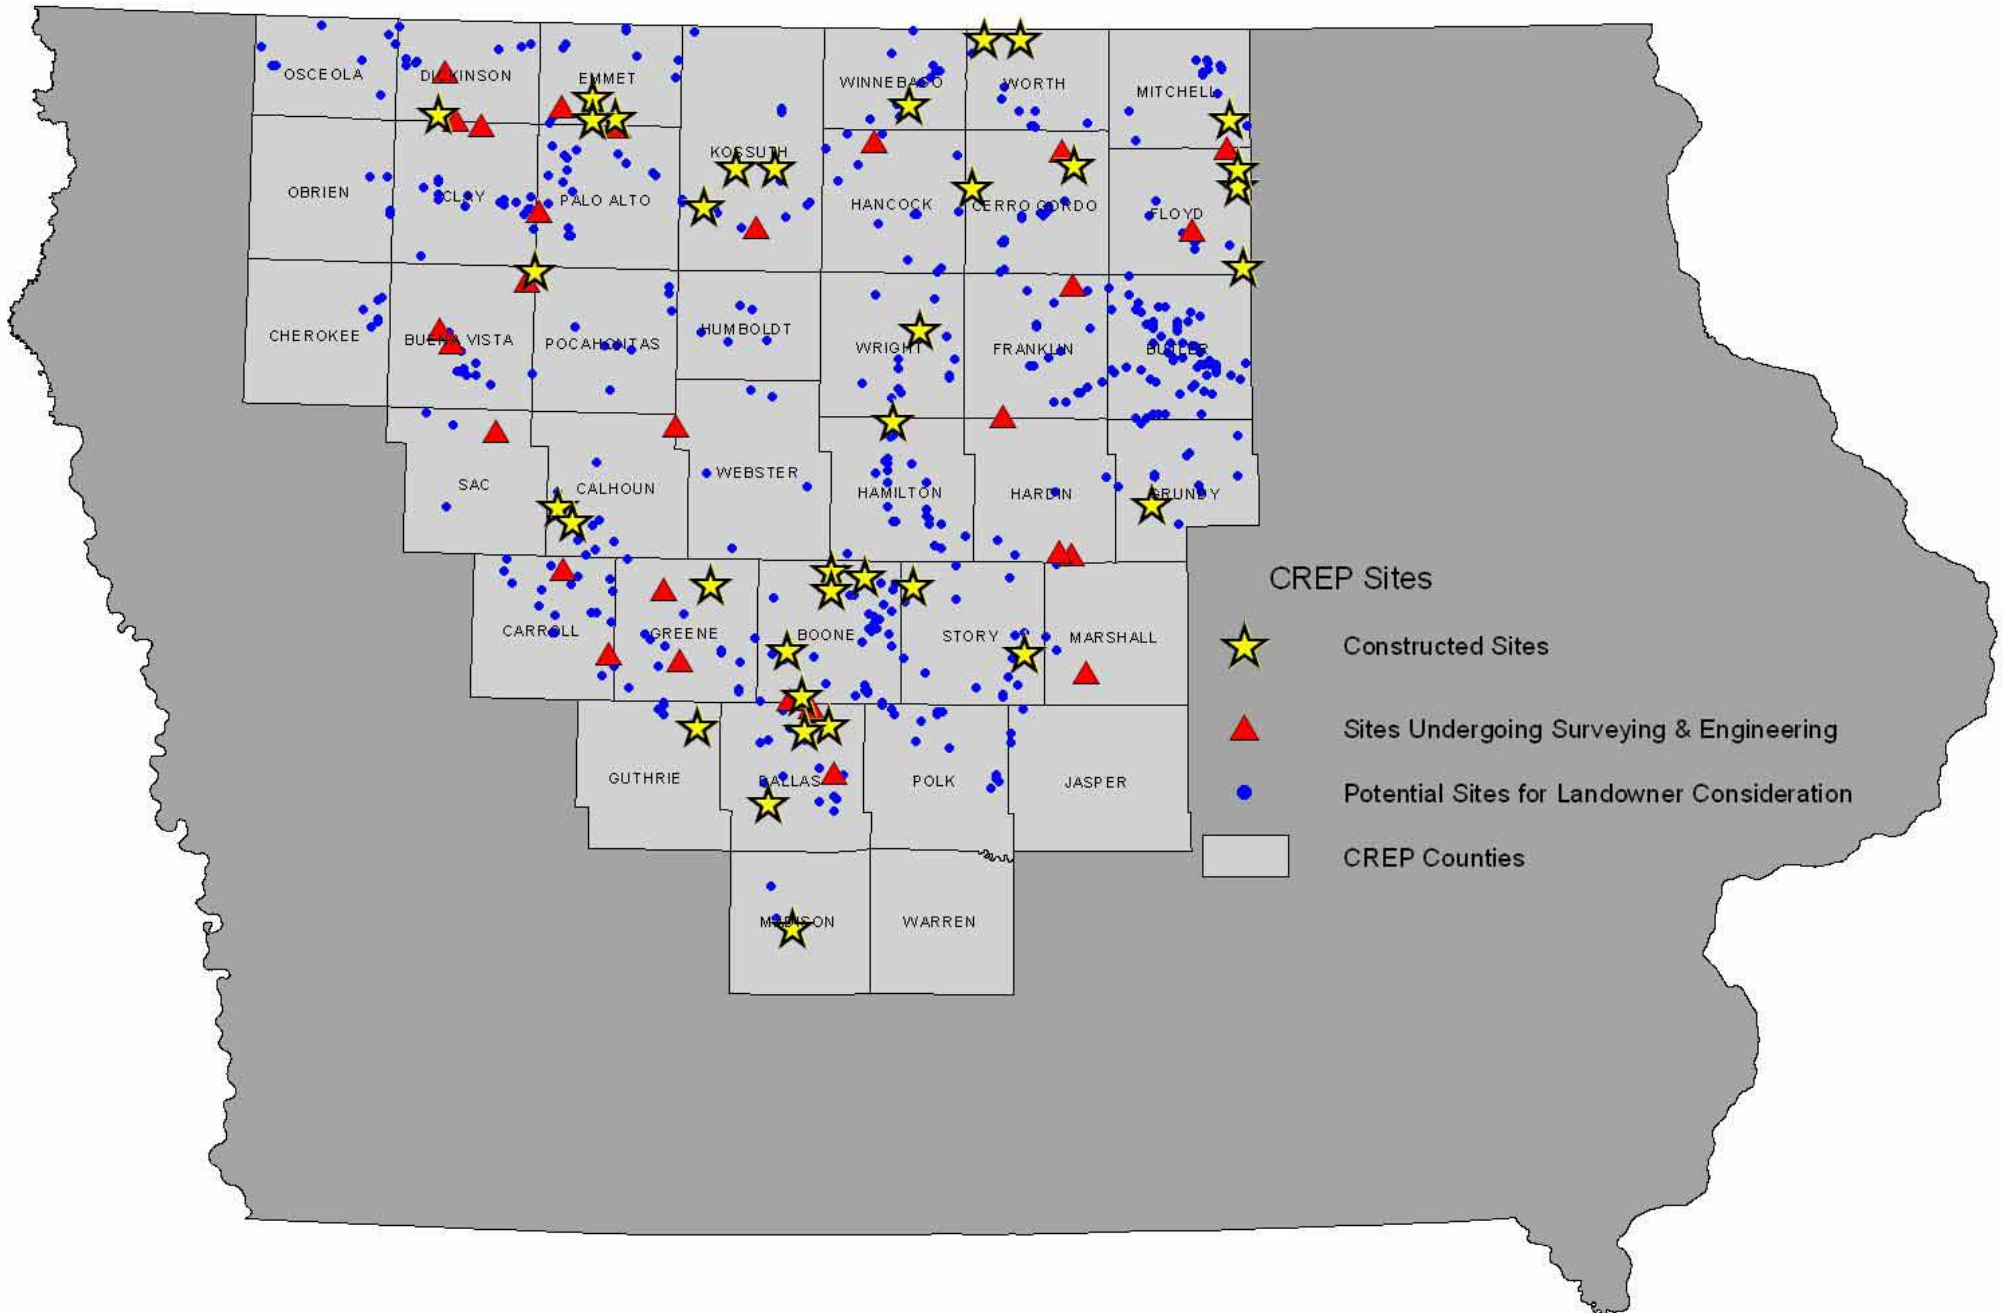 OSCEOLA
DICKINSON
EMMET
WINNEBAGO
WORTH
MITCHELL
KOSSUTH
OBRIEN
CLAY
PALO ALTO
HANCOCK
CERRO GORDO
FLOYD
CHEROKEE
BUENA VISTA
POCAHONTAS
HUMBOLDT
WRIGHT
FRANKLIN
BUTLER
SAC
CALHOUN
WEBSTER
HAMILTON
HARDIN
GRUNDY
CARROLL
GREENE
BOONE
STORY
MARSHALL
GUTHRIE
DALLAS
POLK
JASPER
MADISON
WARREN
CREP Sites
Constructed Sites
Sites Undergoing Surveying & Engineering
Potential Sites for Landowner Consideration
CREP Counties